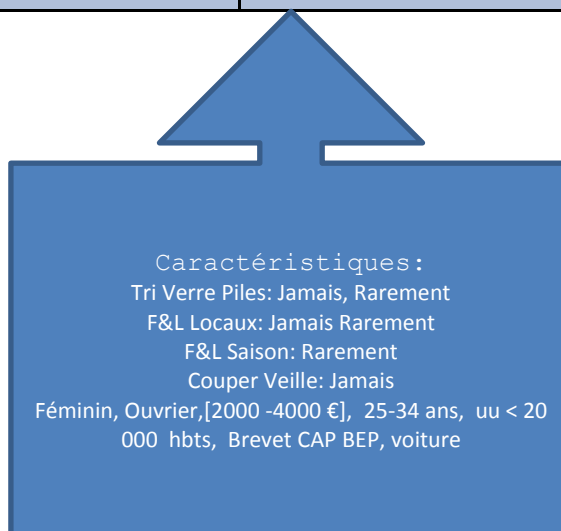 Caractéristiques:
Tri Verre Piles: Jamais, Rarement
F&L Locaux: Jamais Rarement
F&L Saison: Rarement
Couper Veille: Jamais
Féminin, Ouvrier,[2000 -4000 €], 25-34 ans, uu < 20
000 hbts, Brevet CAP BEP, voiture